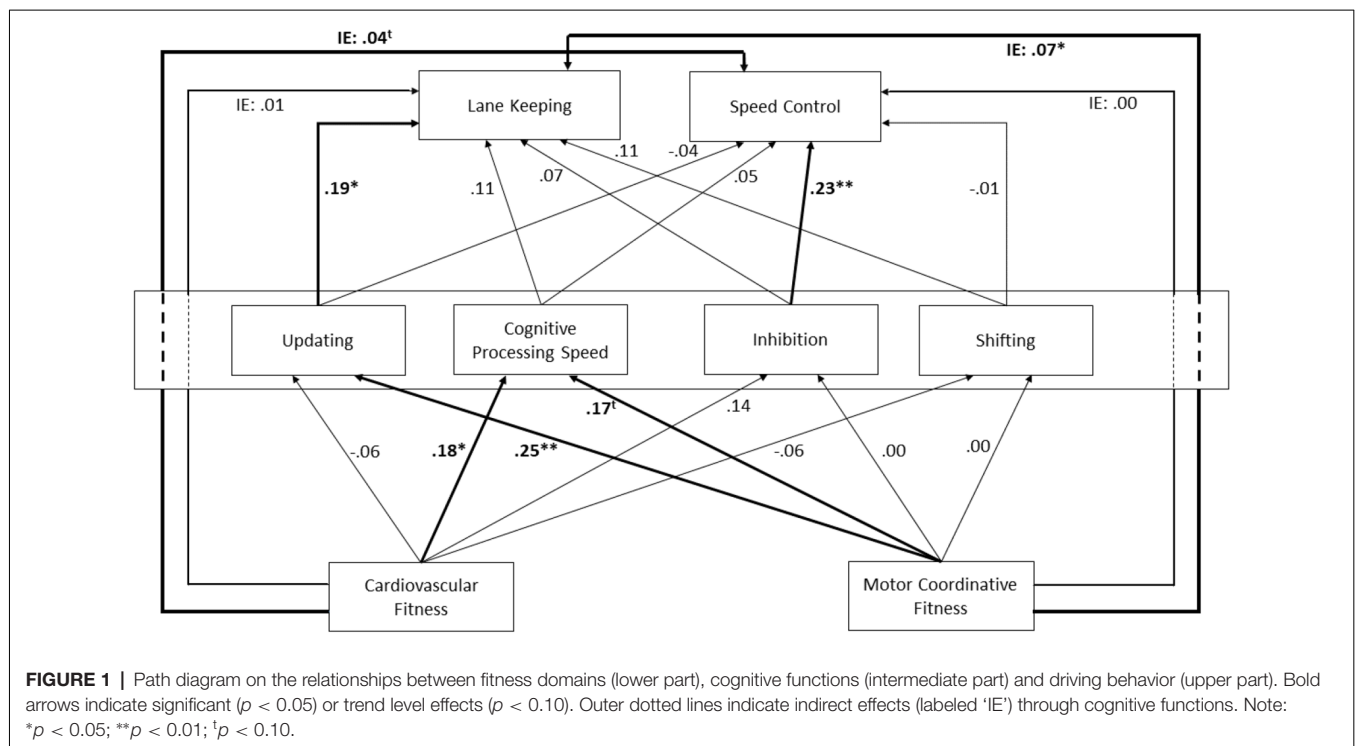 IE: .04ᵗ
IE: .07*
IE: .01
Lane Keeping
Speed Control
IE: .00
.11
-.04
.19*
.11
.07
.05
.23**
-.01
Updating
Cognitive
Processing Speed
Inhibition
Shifting
-.06
.18*
.25**
.17ᵗ
.14
-.06
.00
.00
Cardiovascular
Fitness
Motor Coordinative
Fitness
FIGURE 1 | Path diagram on the relationships between fitness domains (lower part), cognitive functions (intermediate part) and driving behavior (upper part). Bold
arrows indicate significant (p < 0.05) or trend level effects (p < 0.10). Outer dotted lines indicate indirect effects (labeled ‘IE’) through cognitive functions. Note:
*p < 0.05; **p < 0.01; ᵗp < 0.10.